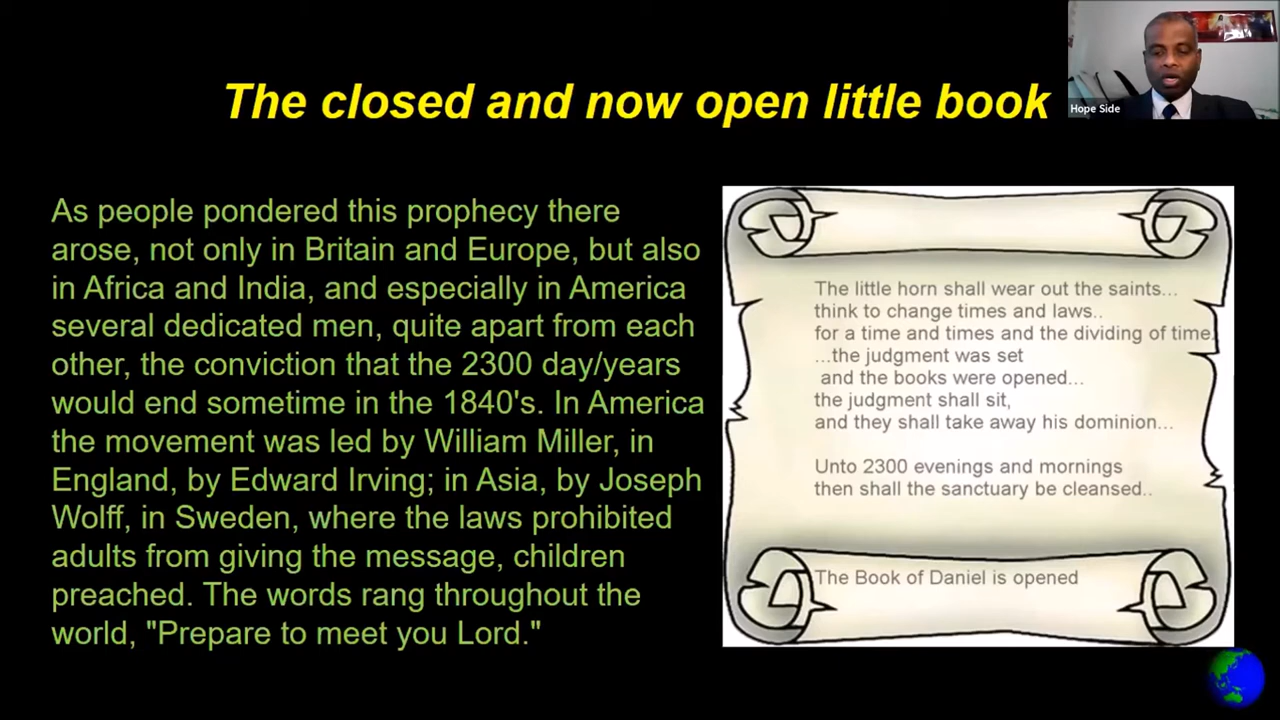 The closed and now open little book
Hope Side
As people pondered this prophecy there
arose, not only in Britain and Europe, but also
in Africa and India, and especially in America
several dedicated men, quite apart from each
other, the conviction that the 2300 day/years
would end sometime in the 1840's. In America
the movement was led by William Miller, in
England, by Edward Irving; in Asia, by Joseph
Wolff, in Sweden, where the laws prohibited
adults from giving the message, children
preached. The words rang throughout the
world, "Prepare to meet you Lord."
The little horn shall wear out the saints...
think to change times and laws..
for a time and times and the dividing of time.
...the judgment was set
and the books were opened...
the judgment shall sit,
and they shall take away his dominion...
Unto 2300 evenings and mornings
then shall the sanctuary be cleansed..
The Book of Daniel is opened